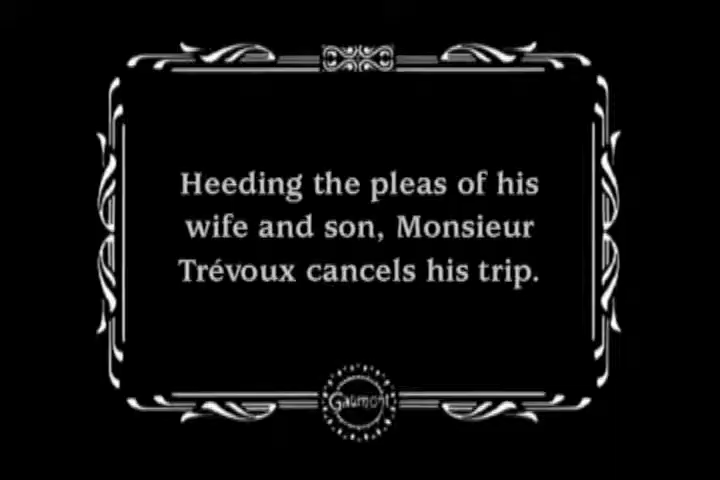 Heeding the pleas of his
wife and son, Monsieur
Trévoux cancels his trip.
Gaumont